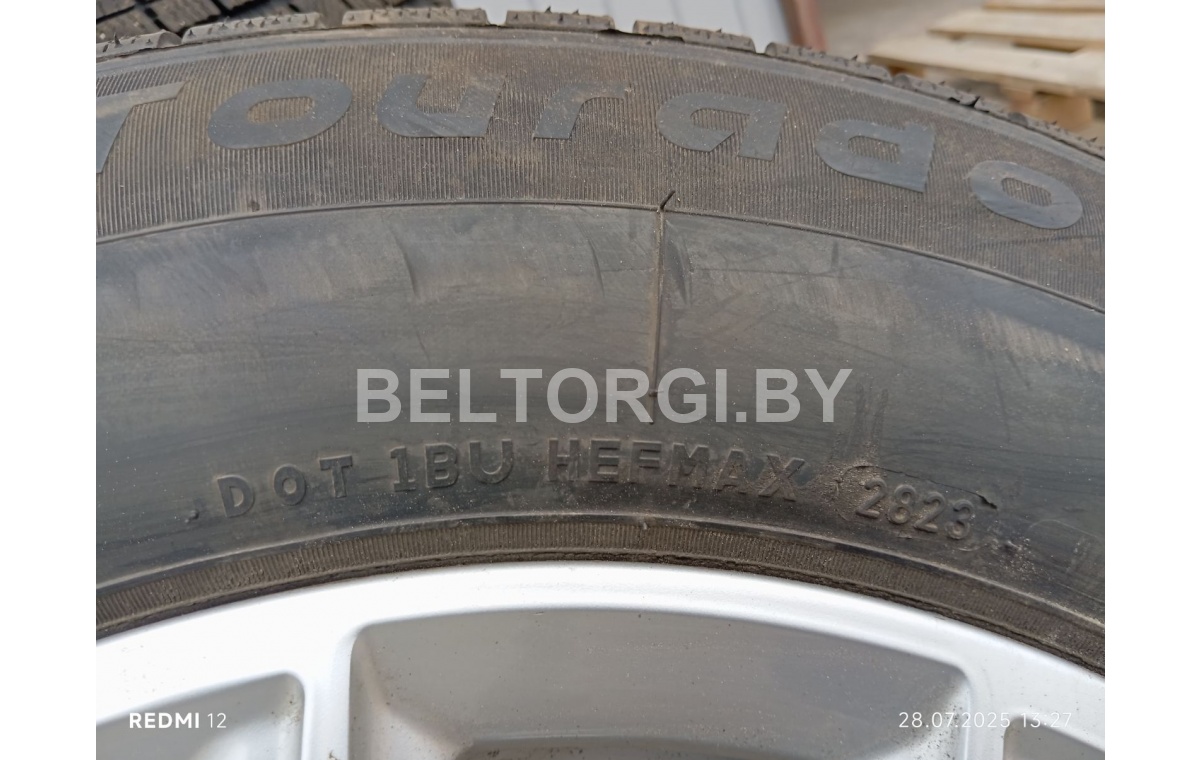 Tourado
BELTORGI.BY
DOT 1BU HEFMAX 2823
REDMI 12
28.07.2025 13:27